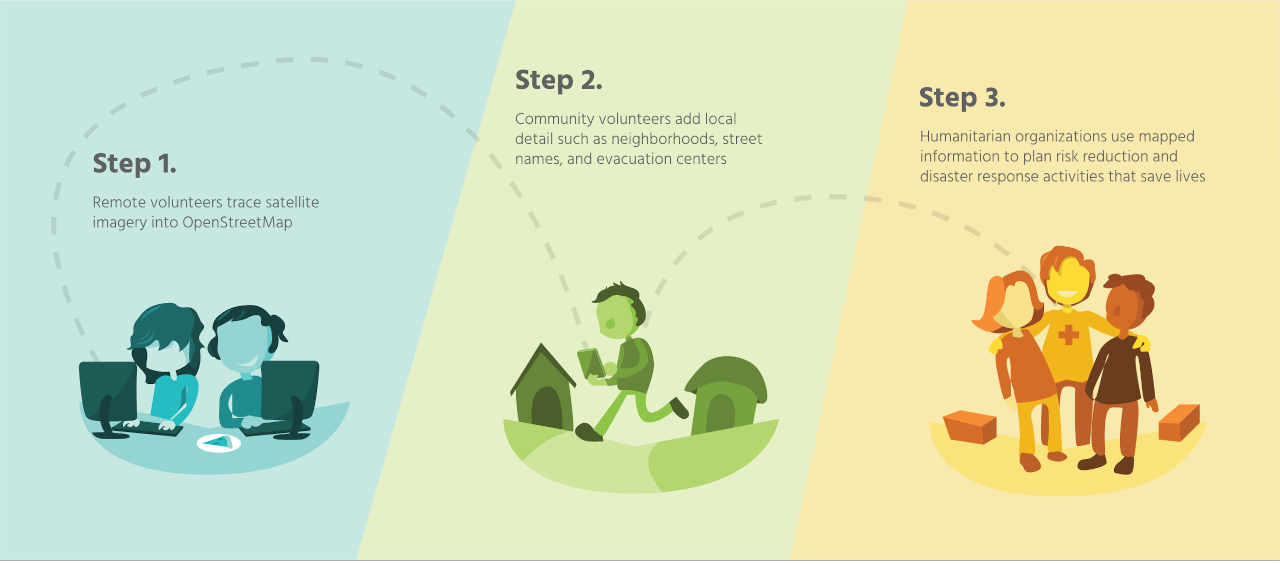 Step 1.
Remote volunteers trace satellite
imagery into OpenStreetMap
Step 2.
Community volunteers add local
detail such as neighborhoods, street
names, and evacuation centers
Step 3.
Humanitarian organizations use mapped
information to plan risk reduction and
disaster response activities that save lives